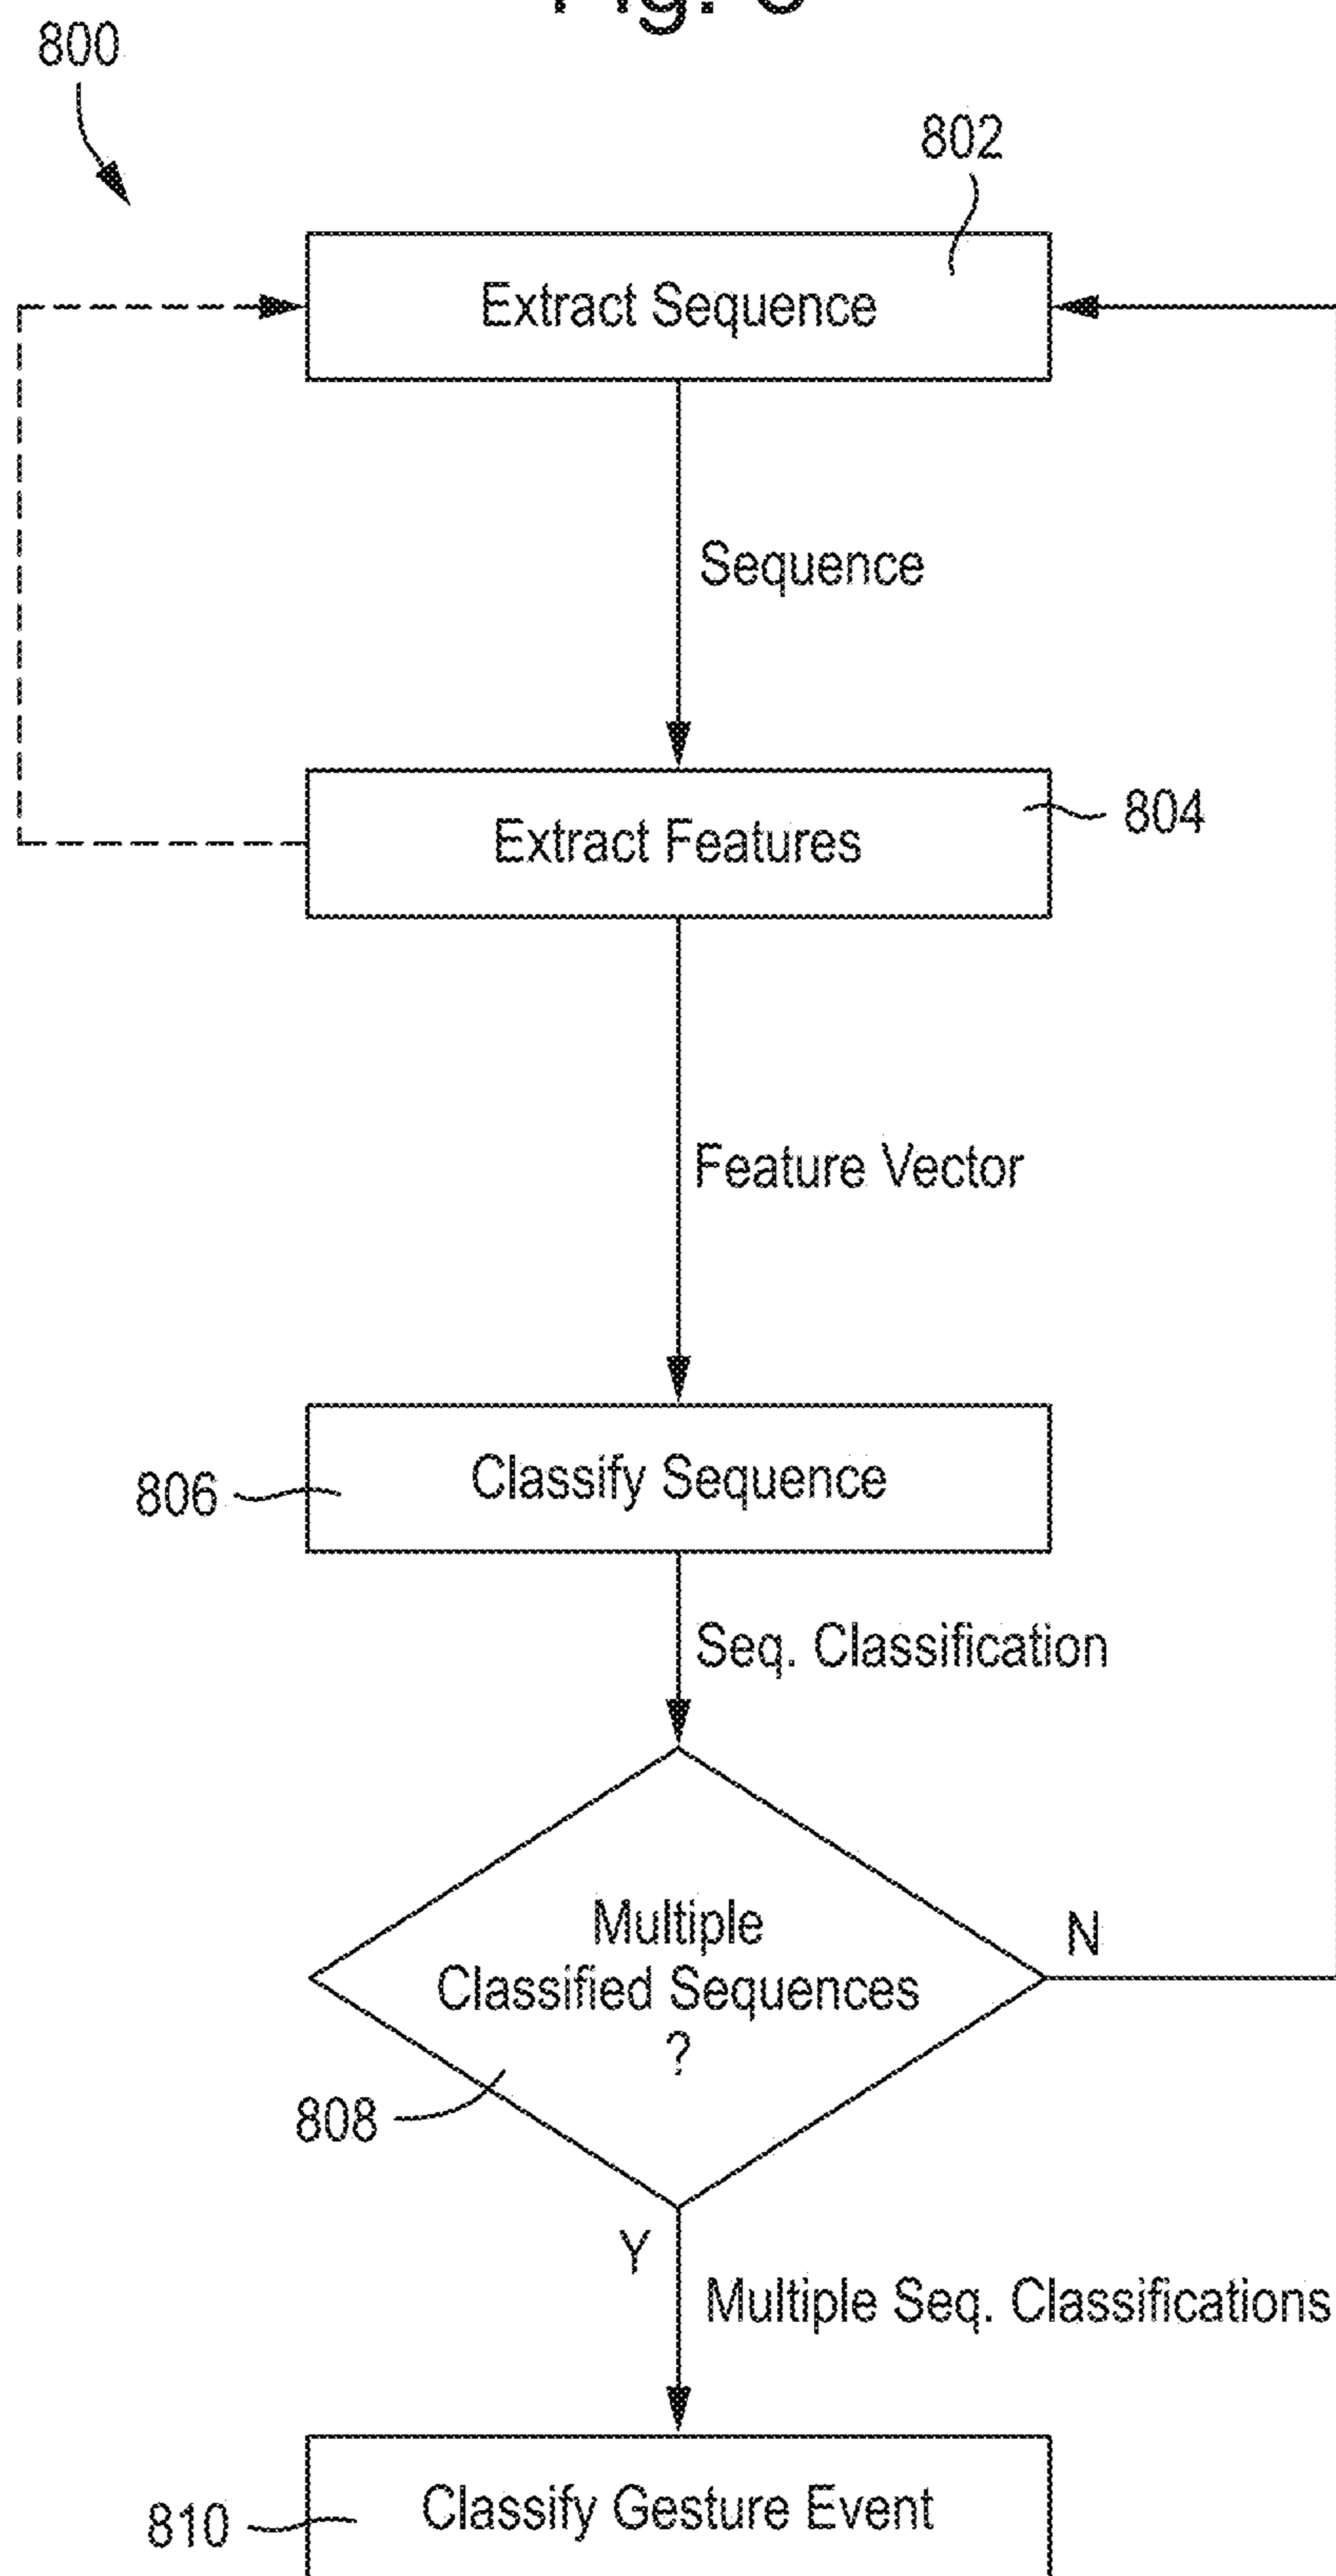 800
802
Extract Sequence
Sequence
Extract Features
804
Feature Vector
806
Classify Sequence
Seq. Classification
Multiple
Classified Sequences
?
N
808
Y
Multiple Seq. Classifications
810
Classify Gesture Event